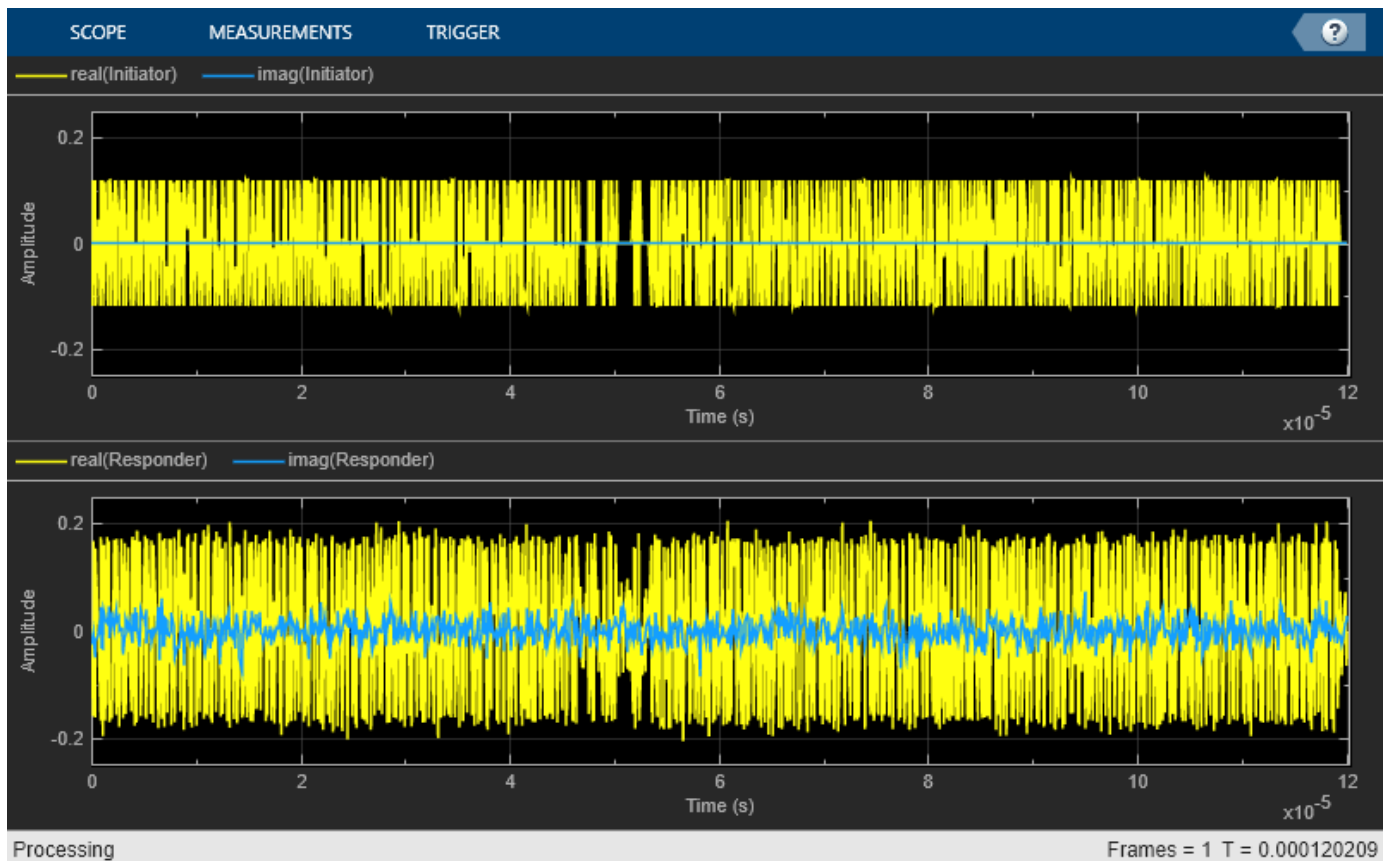 SCOPE MEASUREMENTS TRIGGER ?
real(Initiator) imag(Initiator)
0.2
0
-0.2
Amplitude
0 2 4 6 8 10 12
Time (s)
x10-5
real(Responder) imag(Responder)
0.2
0
-0.2
Amplitude
0 2 4 6 8 10 12
Time (s)
x10-5
Processing Frames = 1 T = 0.000120209